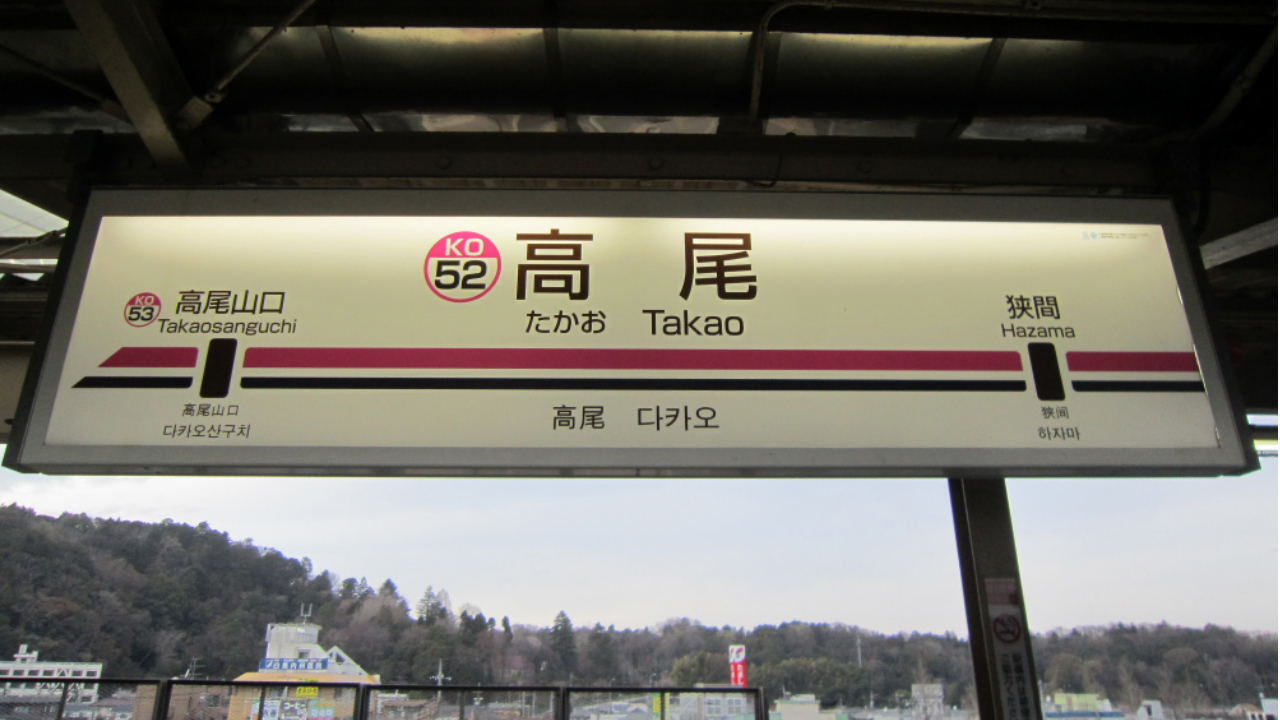 KO
52
高 尾
たかお Takao
KO
53
高尾山口
Takaosanguchi
狭間
Hazama
高尾山口
다카오산구치
高尾 다카오
狭间
하자마